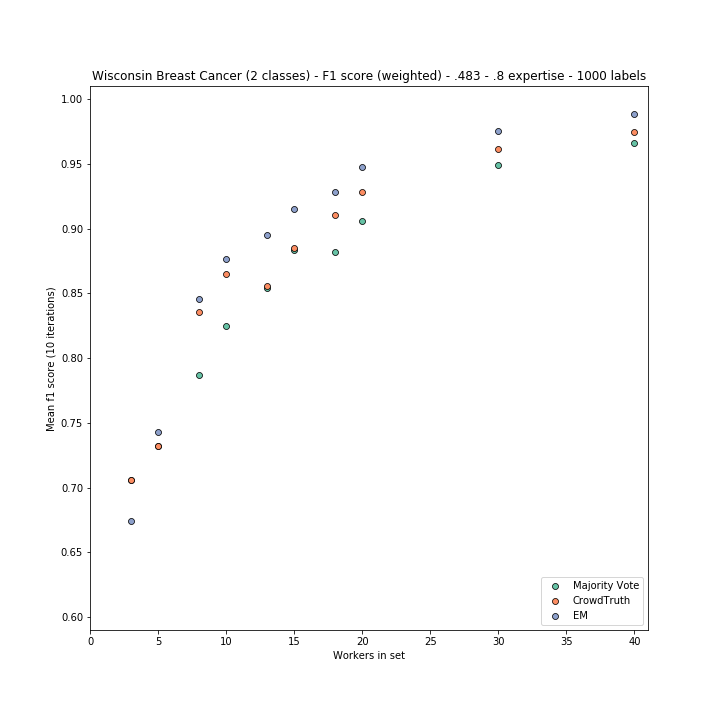 Wisconsin Breast Cancer (2 classes) - F1 score (weighted) - .483 - .8 expertise - 1000 labels
1.00
0.95
0.90
0.85
0.80
0.75
0.70
0.65
0.60
Mean f1 score (10 iterations)
Majority Vote
CrowdTruth
EM
0 5 10 15 20 25 30 35 40
Workers in set